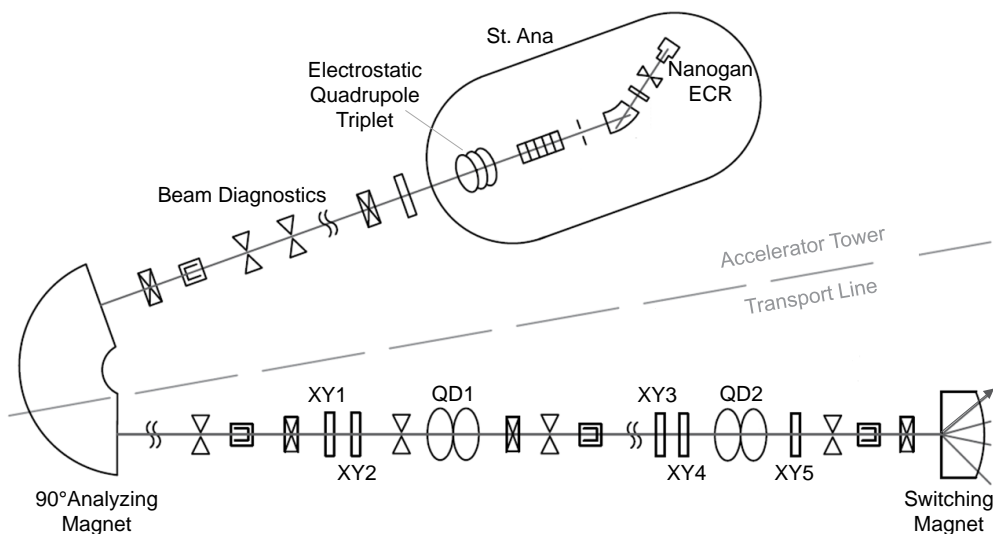 St. Ana
Electrostatic
Quadrupole
Triplet
Nanogan
ECR
Beam Diagnostics
Accelerator Tower
Transport Line
XY1
QD1
XY3
QD2
XY2
XY4
XY5
90°Analyzing
Magnet
Switching
Magnet